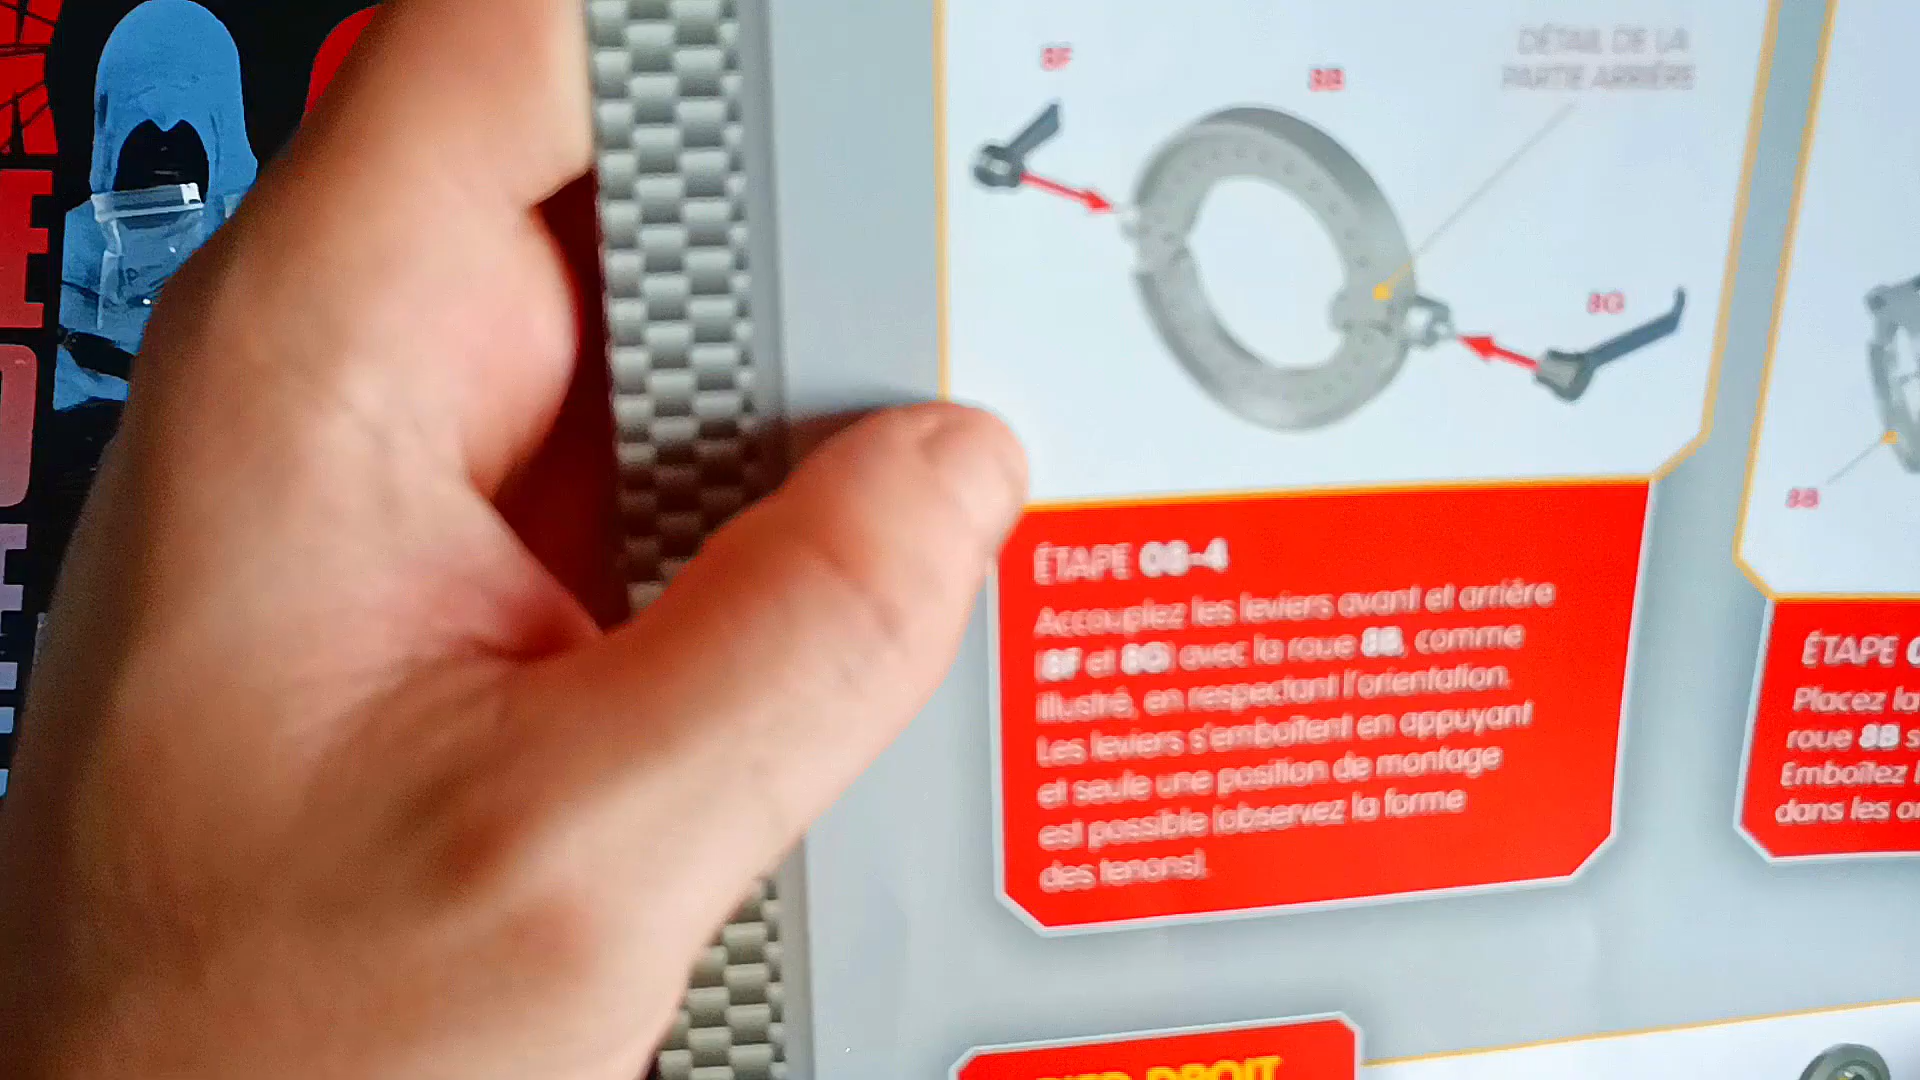 8F
8B
DÉTAIL DE LA
PARTIE ARRIÈRE
8G
ÉTAPE 08-4
Accouplez les leviers avant et arrière
(8F et 8G) avec la roue 8B, comme
illustré, en respectant l'orientation.
Les leviers s'emboîtent en appuyant
et seule une position de montage
est possible (observez la forme
des tenons).
8B
ÉTAPE
Placez la
roue 8B s
Emboîtez l
dans les o
PIED DROIT